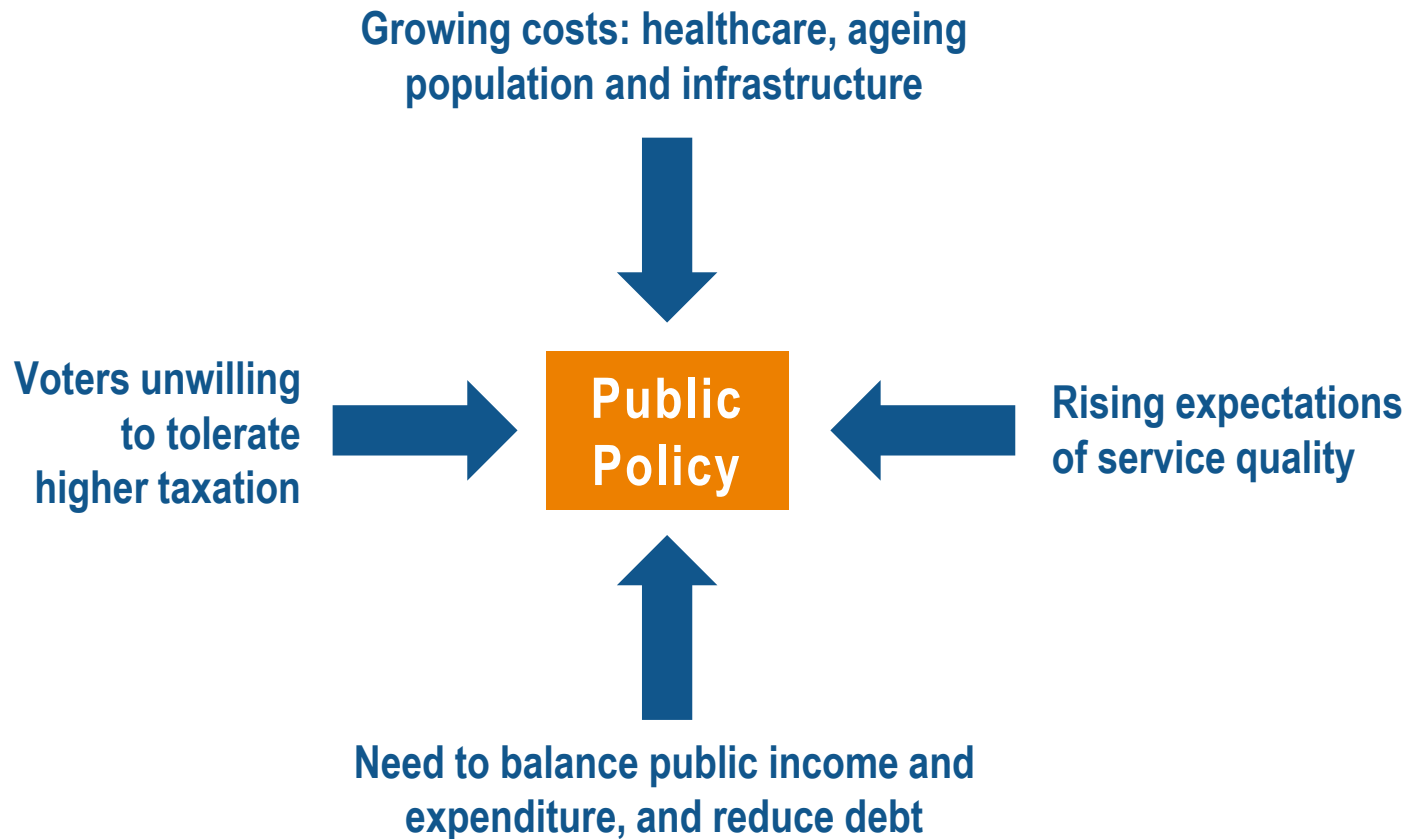 Growing costs: healthcare, ageing
population and infrastructure
Voters unwilling
to tolerate
higher taxation
Public
Policy
Rising expectations
of service quality
Need to balance public income and
expenditure, and reduce debt